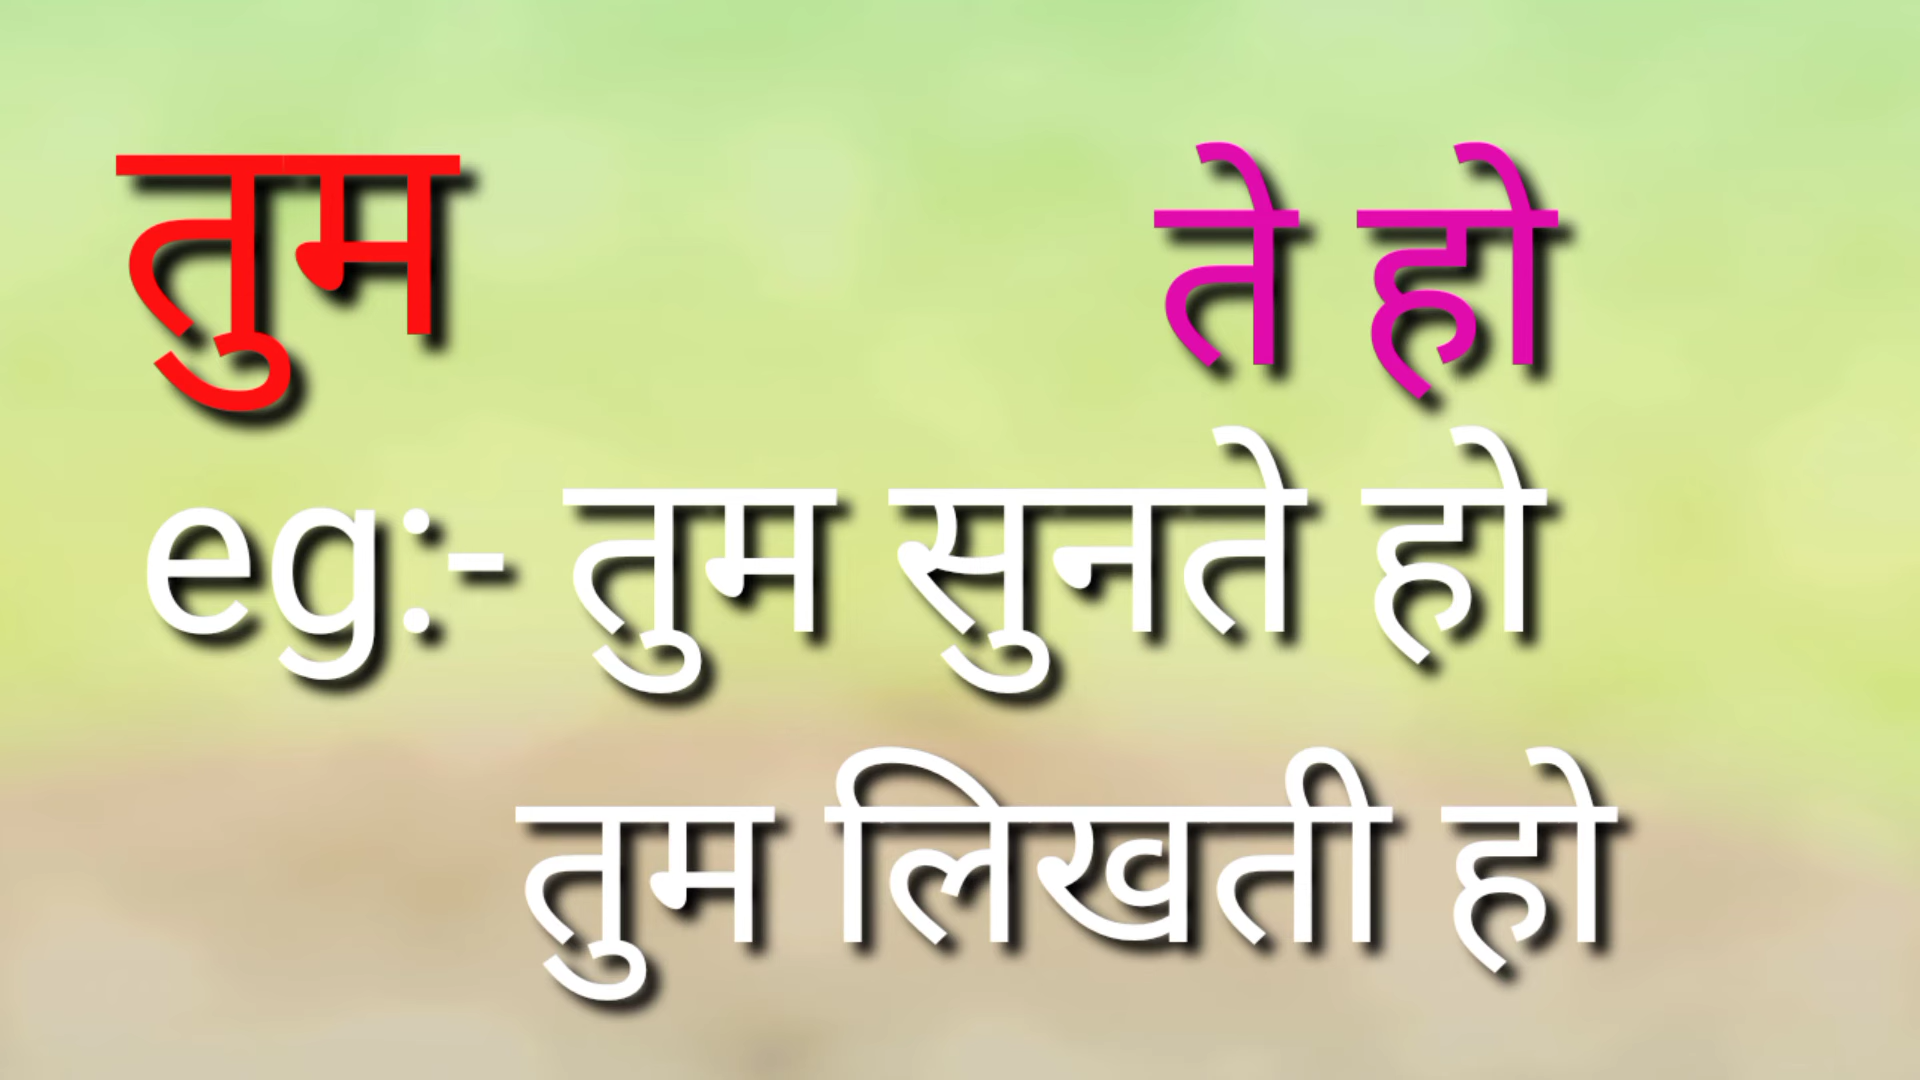 तुम ते हो
eg:- तुम सुनते हो
तुम लिखती हो